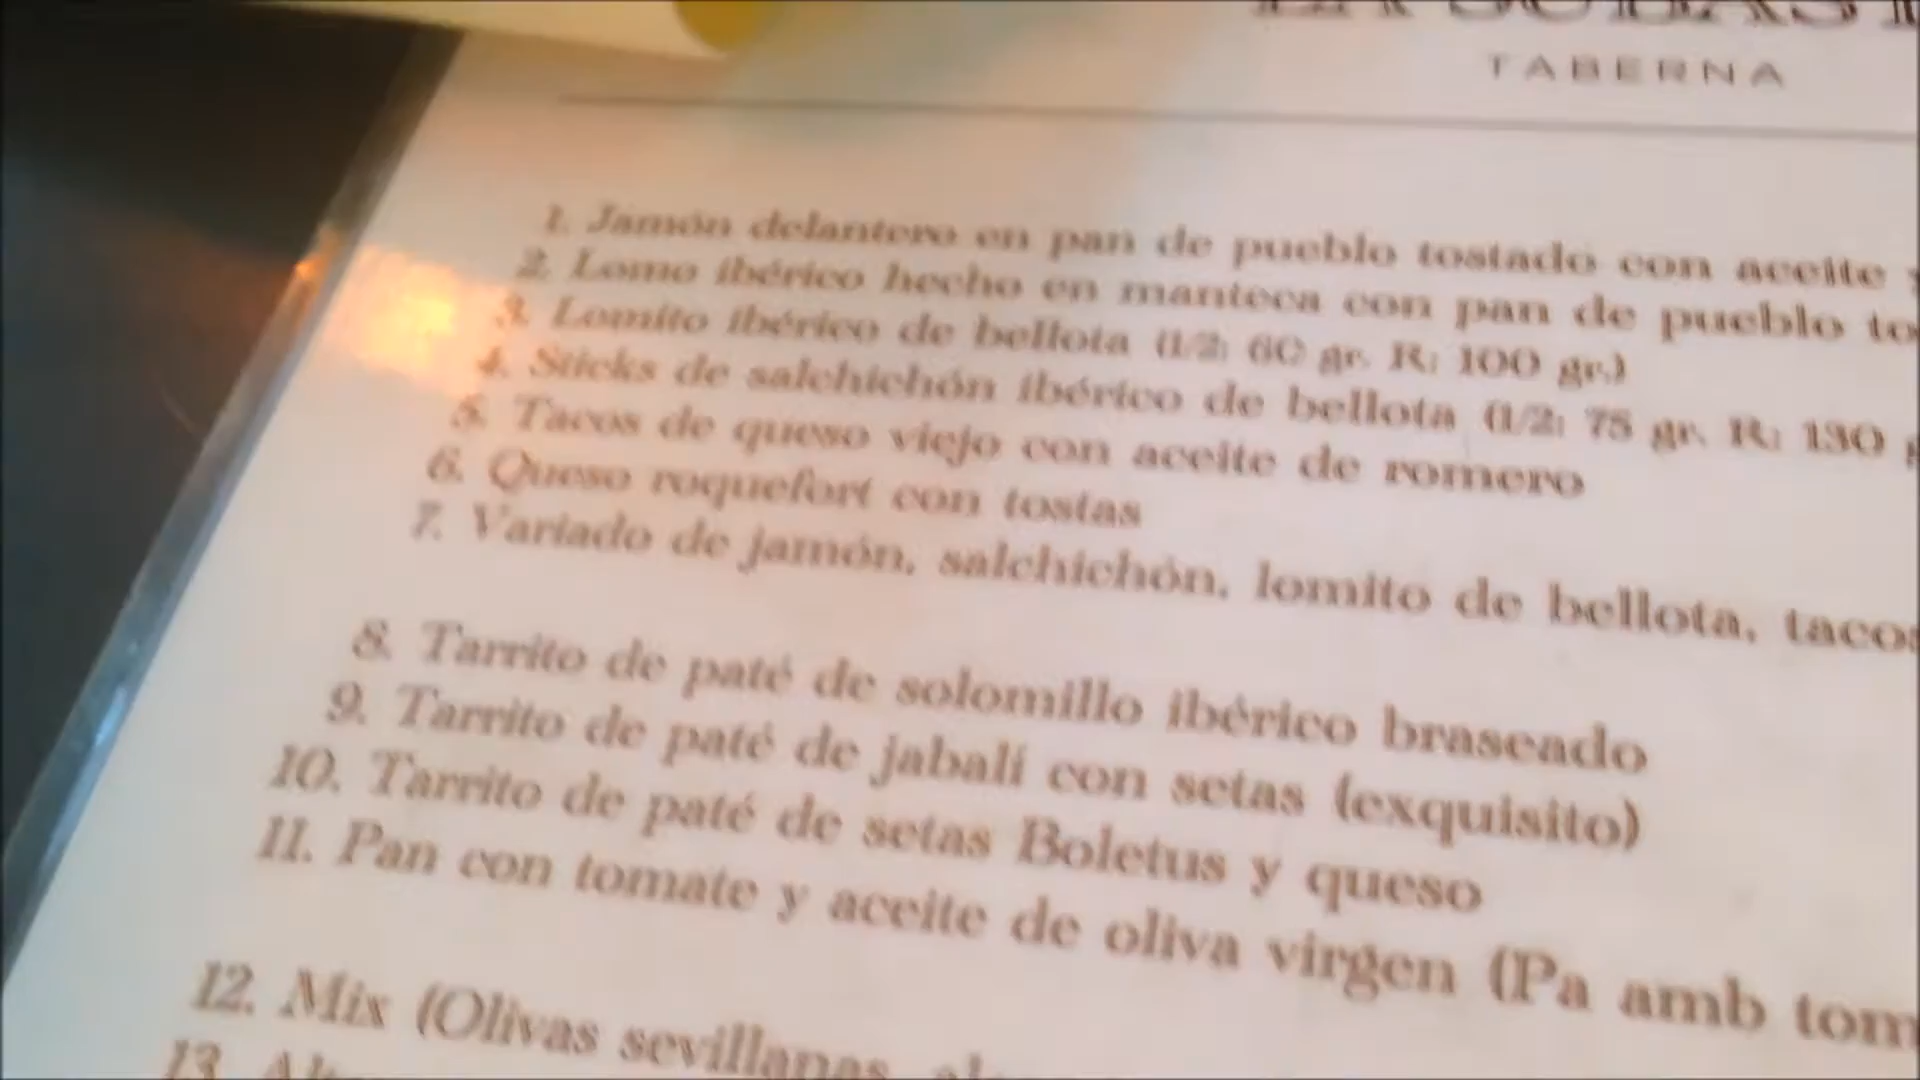 TABERNA
1. Jamón delantero en pan de pueblo tostado con aceite
2. Lomo ibérico hecho en manteca con pan de pueblo
3. Lomito ibérico de bellota (1/2: 60 gr. R: 100 gr.)
4. Sticks de salchichón ibérico de bellota (1/2: 75 gr. R: 130
5. Tacos de queso viejo con aceite de romero
6. Queso roquefort con tostas
7. Variado de jamón, salchichón, lomito de bellota, tacos
8. Tarrito de paté de solomillo ibérico braseado
9. Tarrito de paté de jabalí con setas (exquisito)
10. Tarrito de paté de setas Boletus y queso
11. Pan con tomate y aceite de oliva virgen (Pa amb tom
12. Mix (Olivas sevillanas,
13.